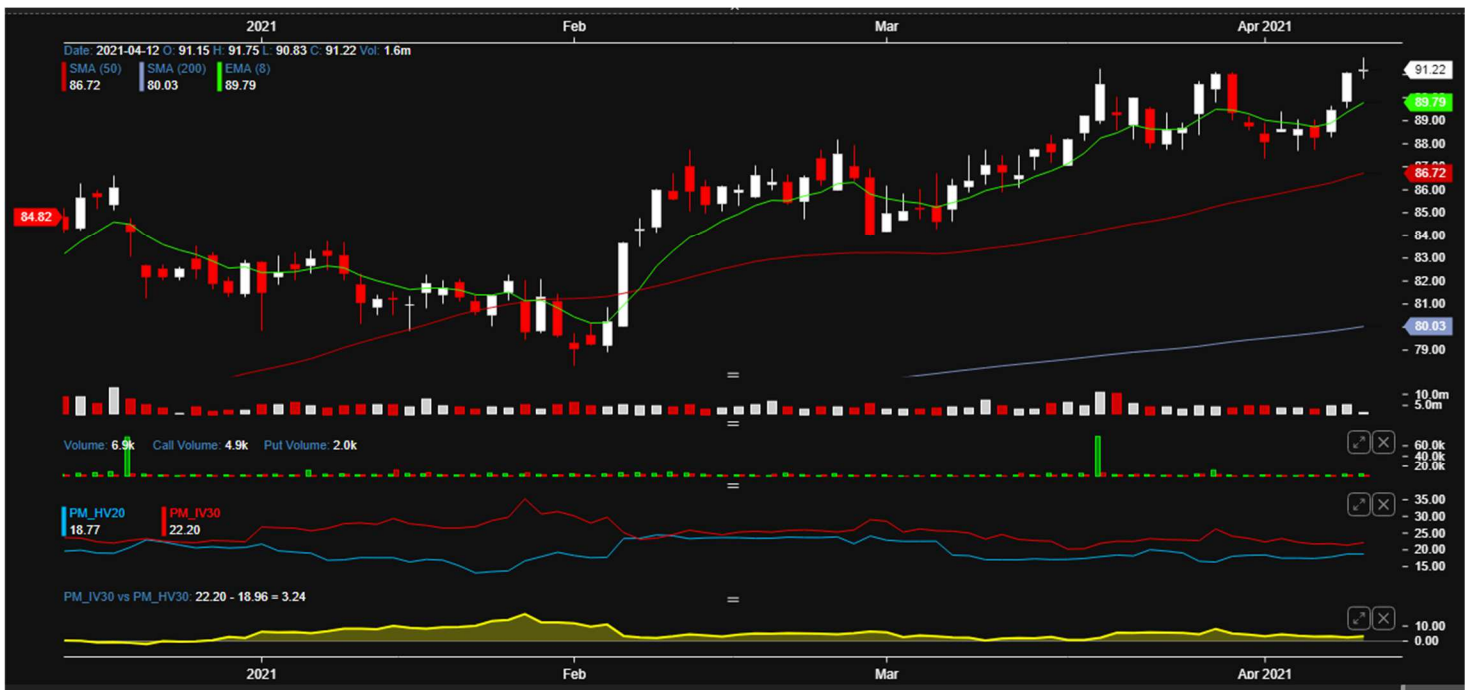 2021 Feb Mar Apr 2021
Date: 2021-04-12 O: 91.15 H: 91.75 L: 90.83 C: 91.22 Vol: 1.6m
SMA (50) SMA (200) EMA (8)
86.72 80.03 89.79
91.22
89.79
89.00
88.00
86.72
86.00
84.82
85.00
84.00
83.00
82.00
81.00
80.03
79.00
10.0m
5.0m
Volume: 6.9k Call Volume: 4.9k Put Volume: 2.0k
60.0k
40.0k
20.0k
PM_HV20 PM_IV30
18.77 22.20
35.00
30.00
25.00
20.00
15.00
PM_IV30 vs PM_HV30: 22.20 - 18.96 = 3.24
10.00
0.00
2021 Feb Mar Apr 2021